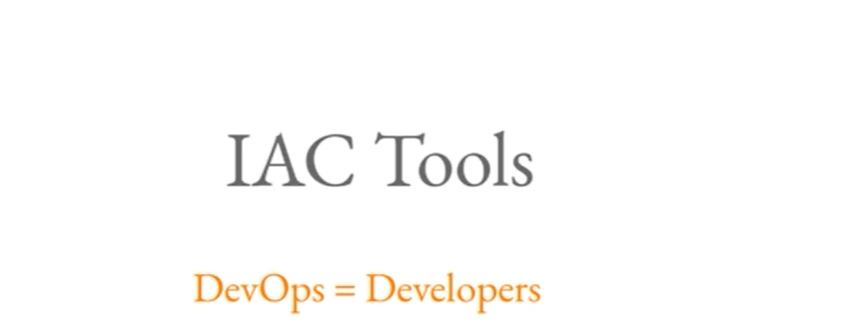 IAC Tools
DevOps = Developers